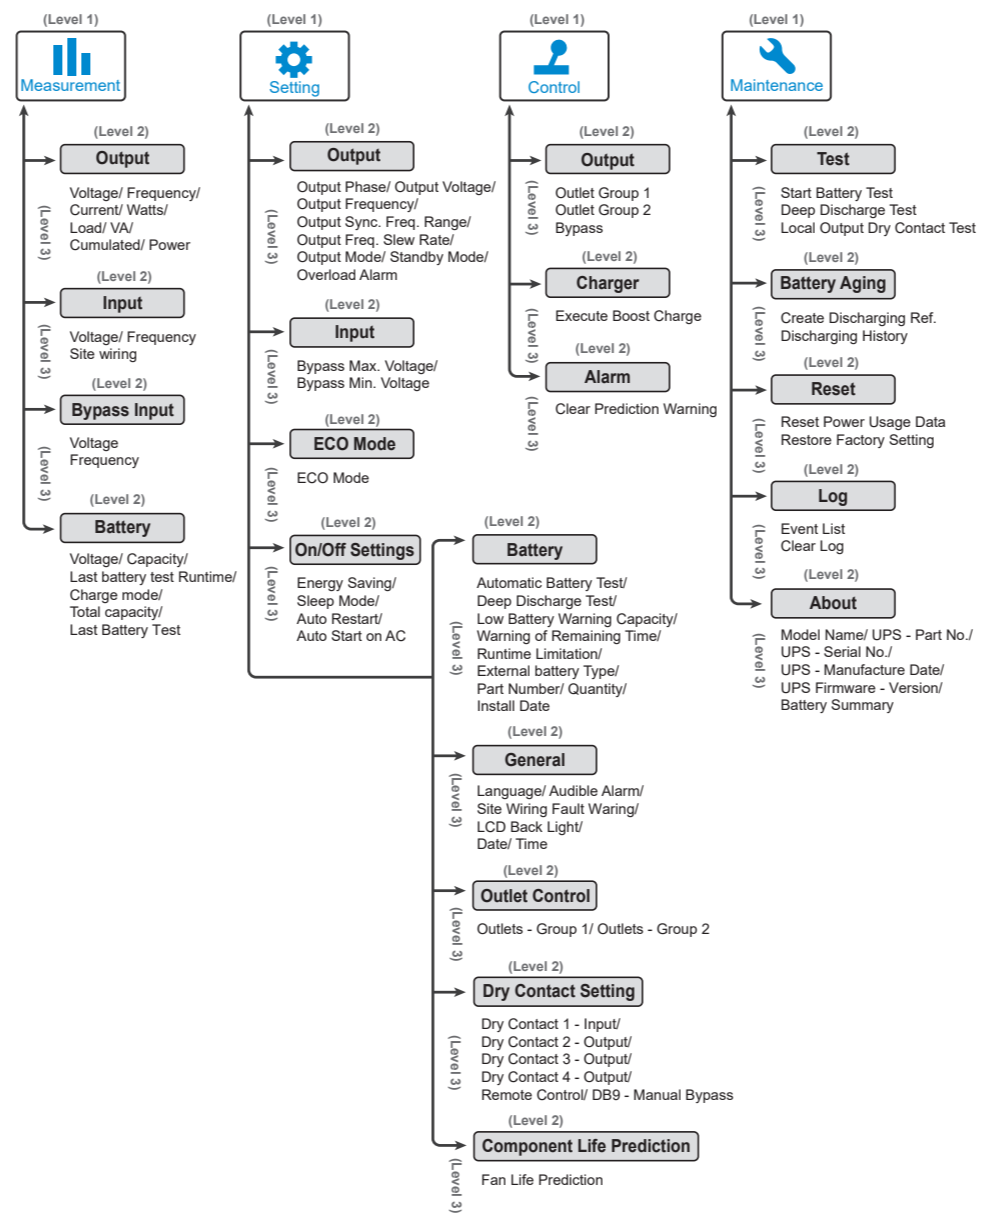 (Level 1)
Measurement
(Level 2)
Output
(Level 3)
Voltage/ Frequency/
Current/ Watts/
Load/ VA/
Cumulated/ Power
(Level 2)
Input
(Level 3)
Voltage/ Frequency
Site wiring
(Level 2)
Bypass Input
(Level 3)
Voltage
Frequency
(Level 2)
Battery
Voltage/ Capacity/
Last battery test Runtime/
Charge mode/
Total capacity/
Last Battery Test
(Level 1)
Setting
(Level 2)
Output
(Level 3)
Output Phase/ Output Voltage/
Output Frequency/
Output Sync. Freq. Range/
Output Freq. Slew Rate/
Output Mode/ Standby Mode/
Overload Alarm
(Level 2)
Input
(Level 3)
Bypass Max. Voltage/
Bypass Min. Voltage
(Level 2)
ECO Mode
(Level 3)
ECO Mode
(Level 2)
On/Off Settings
(Level 3)
Energy Saving/
Sleep Mode/
Auto Restart/
Auto Start on AC
(Level 2)
Battery
(Level 3)
Automatic Battery Test/
Deep Discharge Test/
Low Battery Warning Capacity/
Warning of Remaining Time/
Runtime Limitation/
External battery Type/
Part Number/ Quantity/
Install Date
(Level 2)
General
(Level 3)
Language/ Audible Alarm/
Site Wiring Fault Waring/
LCD Back Light/
Date/ Time
(Level 2)
Outlet Control
(Level 3)
Outlets - Group 1/ Outlets - Group 2
(Level 2)
Dry Contact Setting
(Level 3)
Dry Contact 1 - Input/
Dry Contact 2 - Output/
Dry Contact 3 - Output/
Dry Contact 4 - Output/
Remote Control/ DB9 - Manual Bypass
(Level 2)
Component Life Prediction
(Level 3)
Fan Life Prediction
(Level 1)
Control
(Level 2)
Output
(Level 3)
Outlet Group 1
Outlet Group 2
Bypass
(Level 2)
Charger
(Level 3)
Execute Boost Charge
(Level 2)
Alarm
(Level 3)
Clear Prediction Warning
(Level 1)
Maintenance
(Level 2)
Test
(Level 3)
Start Battery Test
Deep Discharge Test
Local Output Dry Contact Test
(Level 2)
Battery Aging
(Level 3)
Create Discharging Ref.
Discharging History
(Level 2)
Reset
(Level 3)
Reset Power Usage Data
Restore Factory Setting
(Level 2)
Log
(Level 3)
Event List
Clear Log
(Level 2)
About
(Level 3)
Model Name/ UPS - Part No./
UPS - Serial No./
UPS - Manufacture Date/
UPS Firmware - Version/
Battery Summary